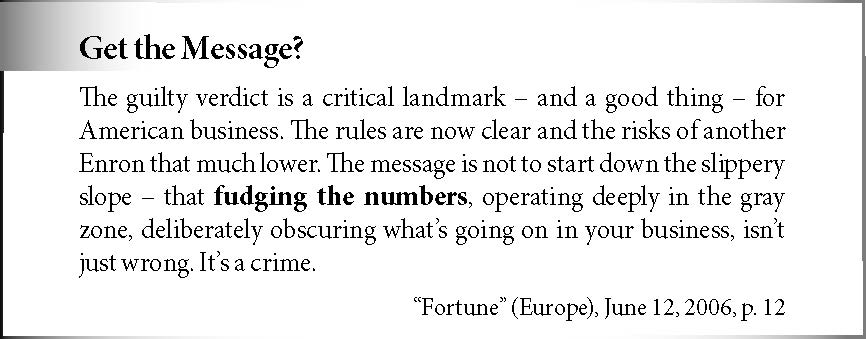 Get the Message?
The guilty verdict is a critical landmark – and a good thing – for
American business. The rules are now clear and the risks of another
Enron that much lower. The message is not to start down the slippery
slope – that fudging the numbers, operating deeply in the gray
zone, deliberately obscuring what’s going on in your business, isn’t
just wrong. It’s a crime.
“Fortune” (Europe), June 12, 2006, p. 12